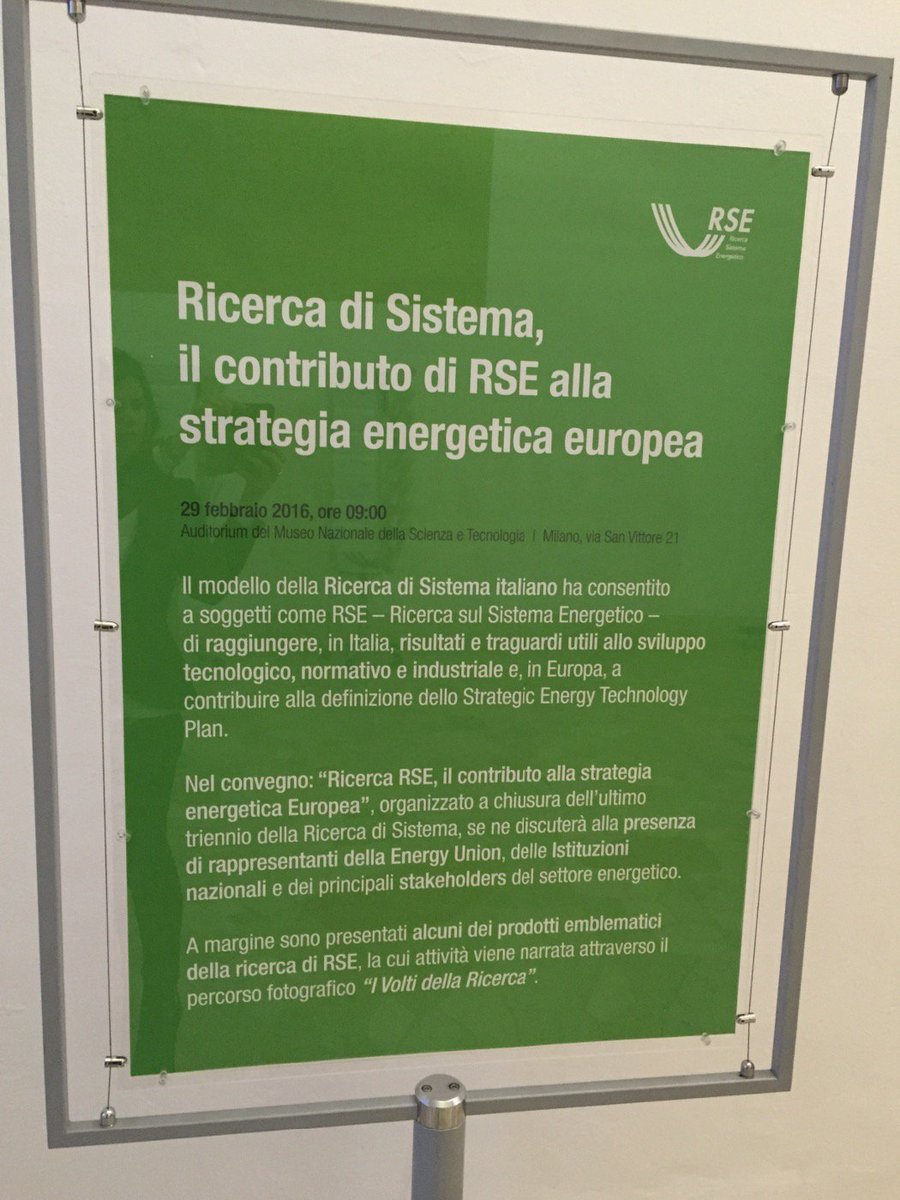 RSE
Ricerca
Sistema
Energetico
Ricerca di Sistema,
il contributo di RSE alla
strategia energetica europea
29 febbraio 2016, ore 09:00
Auditorium del Museo Nazionale della Scienza e Tecnologia | Milano, via San Vittore 21
Il modello della Ricerca di Sistema italiano ha consentito
a soggetti come RSE – Ricerca sul Sistema Energetico –
di raggiungere, in Italia, risultati e traguardi utili allo sviluppo
tecnologico, normativo e industriale e, in Europa, a
contribuire alla definizione dello Strategic Energy Technology
Plan.
Nel convegno: “Ricerca RSE, il contributo alla strategia
energetica Europea”, organizzato a chiusura dell’ultimo
triennio della Ricerca di Sistema, se ne discuterà alla presenza
di rappresentanti della Energy Union, delle Istituzioni
nazionali e dei principali stakeholders del settore energetico.
A margine sono presentati alcuni dei prodotti emblematici
della ricerca di RSE, la cui attività viene narrata attraverso il
percorso fotografico “I Volti della Ricerca”.